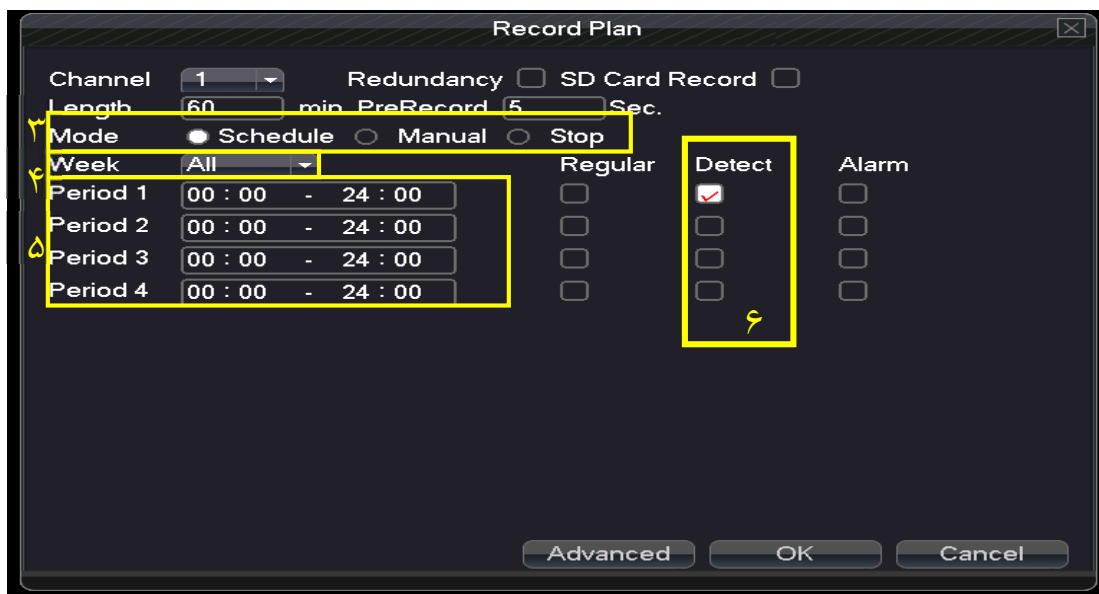 Record Plan
Channel 1 Redundancy SD Card Record
Length 60 min. PreRecord 5 Sec.
۳
Mode Schedule Manual Stop
۴
Week All Regular Detect Alarm
Period 1 00 : 00 - 24 : 00
Period 2 00 : 00 - 24 : 00
۵
Period 3 00 : 00 - 24 : 00
Period 4 00 : 00 - 24 : 00
۶
Advanced OK Cancel